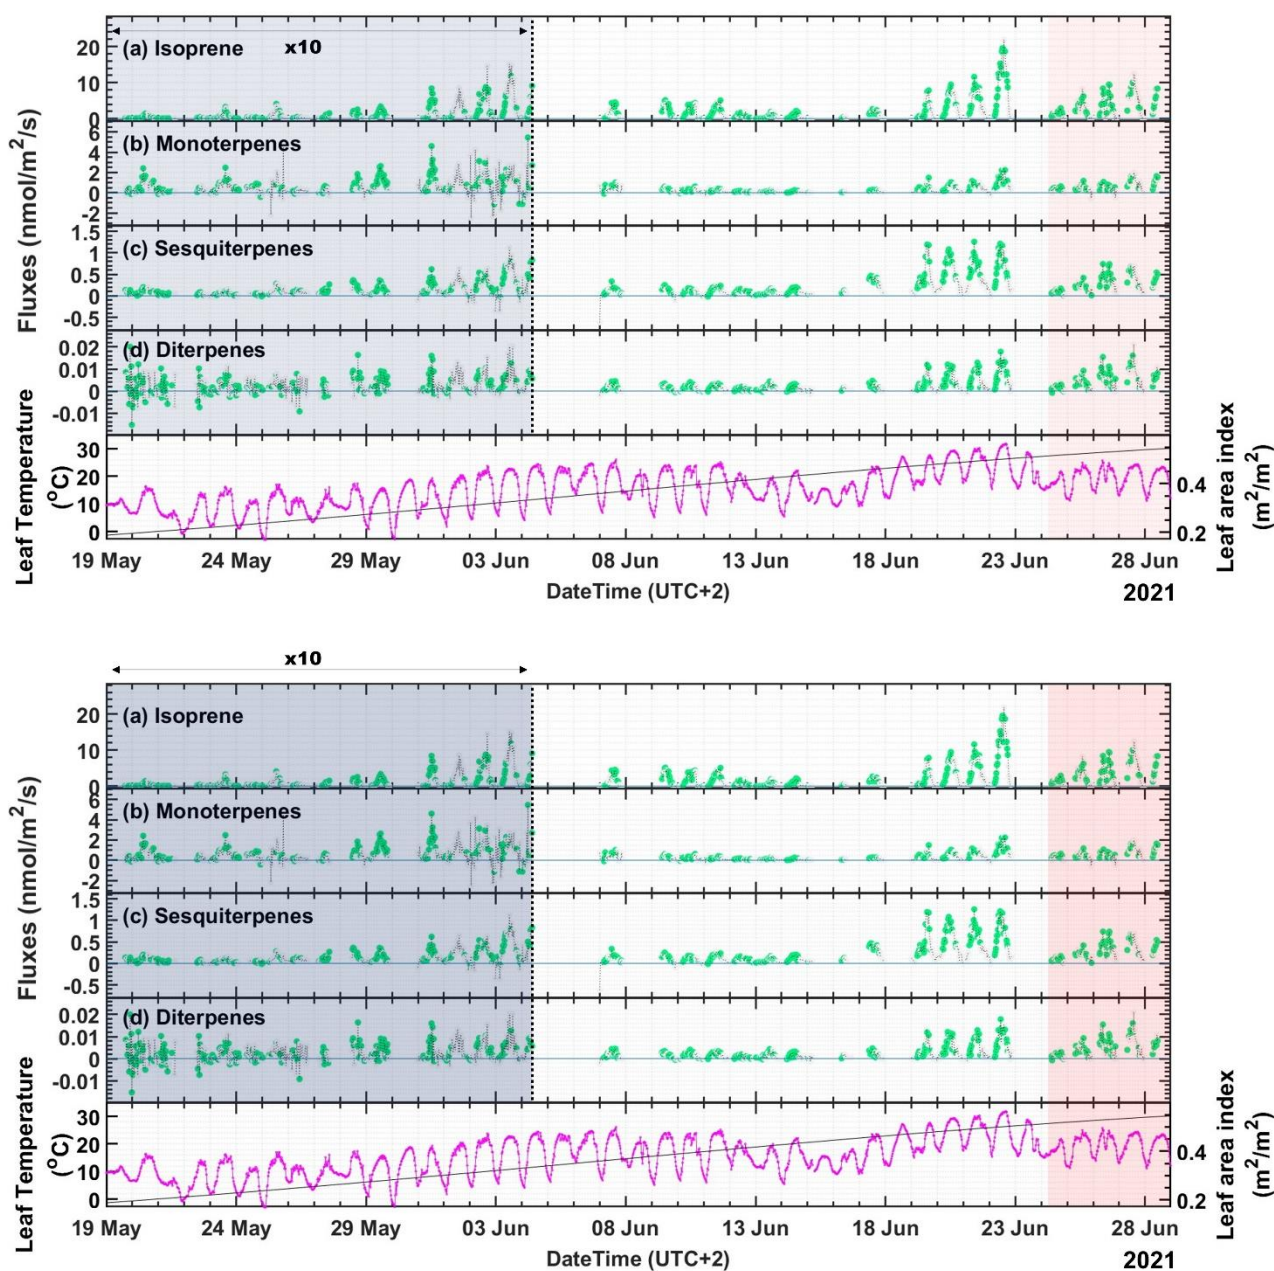 x10
(a) Isoprene
20
10
0
(b) Monoterpenes
6
4
2
0
-2
(c) Sesquiterpenes
1.5
1
0.5
0
-0.5
(d) Diterpenes
0.02
0.01
0
-0.01
Fluxes (nmol/m²/s)
30
20
10
0
Leaf Temperature
(°C)
0.4
0.2
Leaf area index
(m²/m²)
19 May 24 May 29 May 03 Jun 08 Jun 13 Jun 18 Jun 23 Jun 28 Jun
DateTime (UTC+2)
2021
x10
(a) Isoprene
20
10
0
(b) Monoterpenes
6
4
2
0
-2
(c) Sesquiterpenes
1.5
1
0.5
0
-0.5
(d) Diterpenes
0.02
0.01
0
-0.01
Fluxes (nmol/m²/s)
30
20
10
0
Leaf Temperature
(°C)
0.4
0.2
Leaf area index
(m²/m²)
19 May 24 May 29 May 03 Jun 08 Jun 13 Jun 18 Jun 23 Jun 28 Jun
DateTime (UTC+2)
2021